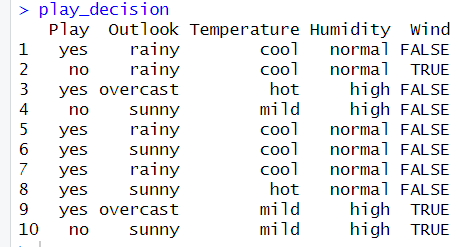 > play_decision
Play Outlook Temperature Humidity Wind
1 yes rainy cool normal FALSE
2 no rainy cool normal TRUE
3 yes overcast hot high FALSE
4 no sunny mild high FALSE
5 yes rainy cool normal FALSE
6 yes sunny cool normal FALSE
7 yes rainy cool normal FALSE
8 yes sunny hot normal FALSE
9 yes overcast mild high TRUE
10 no sunny mild high TRUE